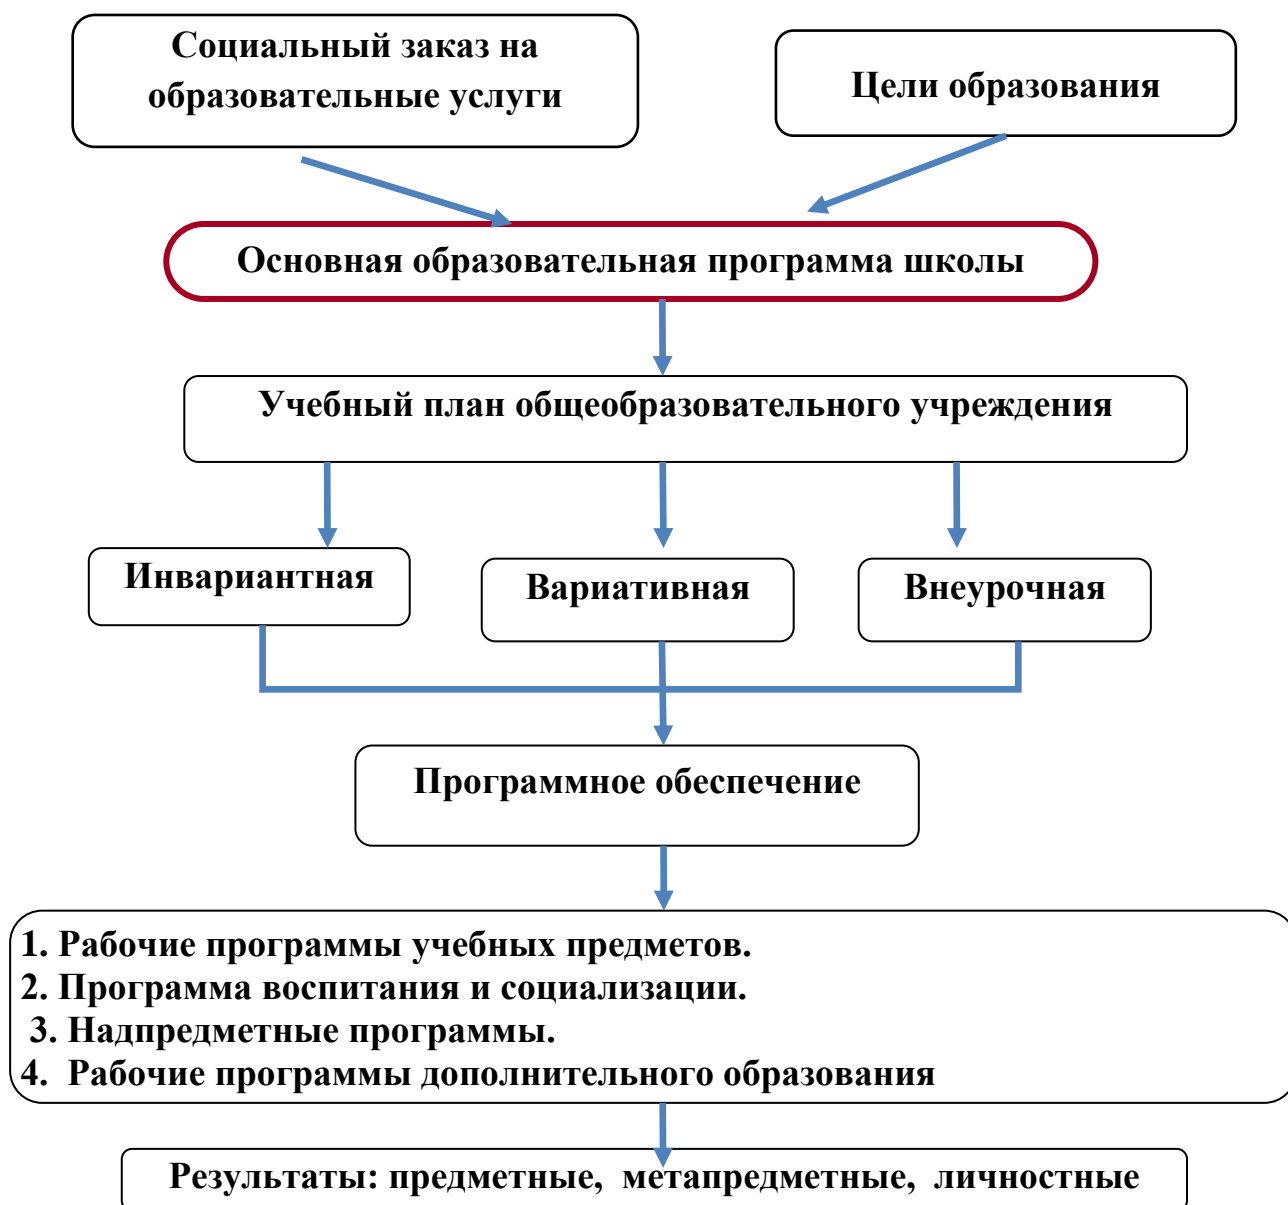 Социальный заказ на
образовательные услуги
Цели образования
Основная образовательная программа школы
Учебный план общеобразовательного учреждения
Инвариантная
Вариативная
Внеурочная
Программное обеспечение
1. Рабочие программы учебных предметов.
2. Программа воспитания и социализации.
3. Надпредметные программы.
4. Рабочие программы дополнительного образования
Результаты: предметные, метапредметные, личностные